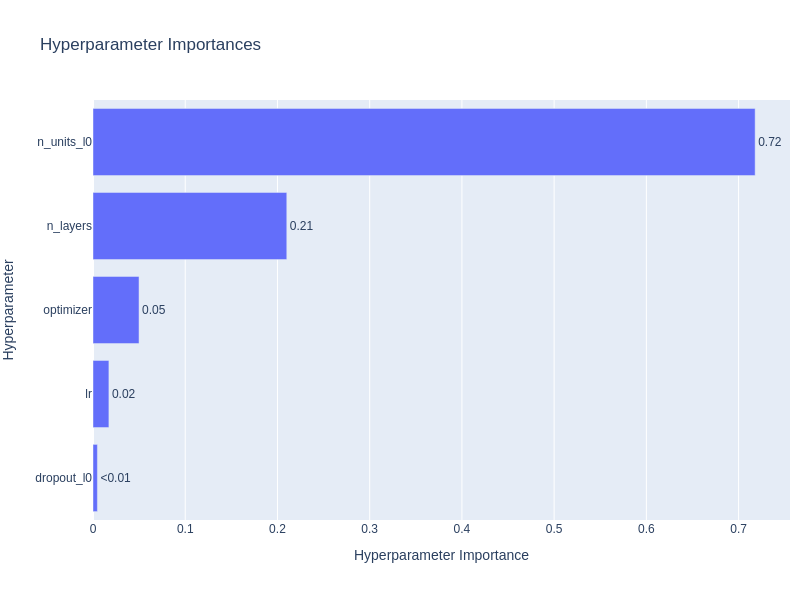 Hyperparameter Importances
n_units_l0
0.72
n_layers
0.21
optimizer
0.05
lr
0.02
dropout_l0
<0.01
0 0.1 0.2 0.3 0.4 0.5 0.6 0.7
Hyperparameter Importance
Hyperparameter